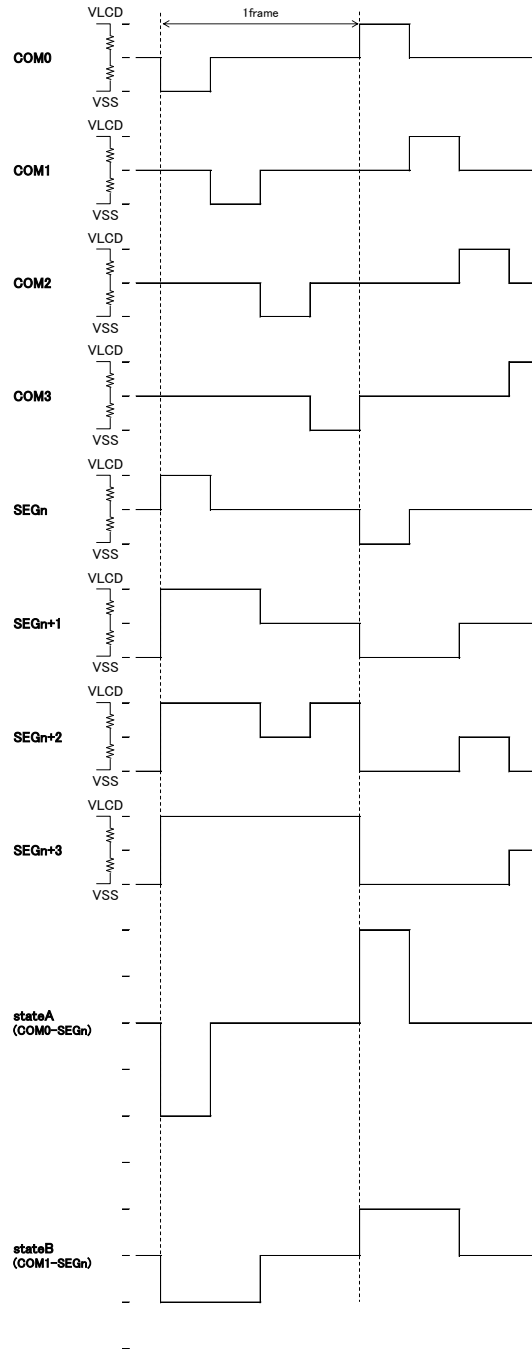 VLCD
1frame
COM0
VSS
VLCD
COM1
VSS
VLCD
COM2
VSS
VLCD
COM3
VSS
VLCD
SEGn
VSS
VLCD
SEGn+1
VSS
VLCD
SEGn+2
VSS
VLCD
SEGn+3
VSS
stateA
(COM0-SEGn)
stateB
(COM1-SEGn)